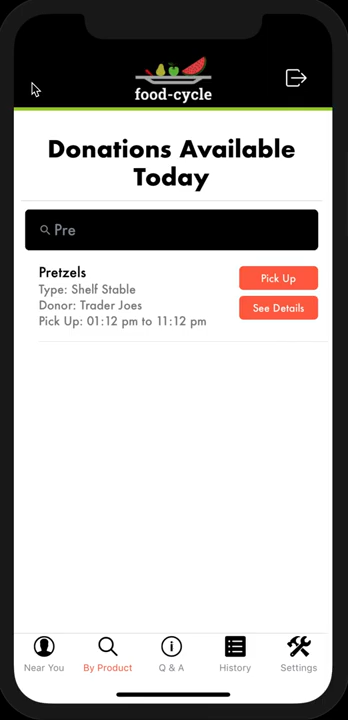 food-cycle
Donations Available
Today
Pre
Pretzels
Type: Shelf Stable
Donor: Trader Joes
Pick Up: 01:12 pm to 11:12 pm
Pick Up
See Details
Near You
By Product
Q & A
History
Settings